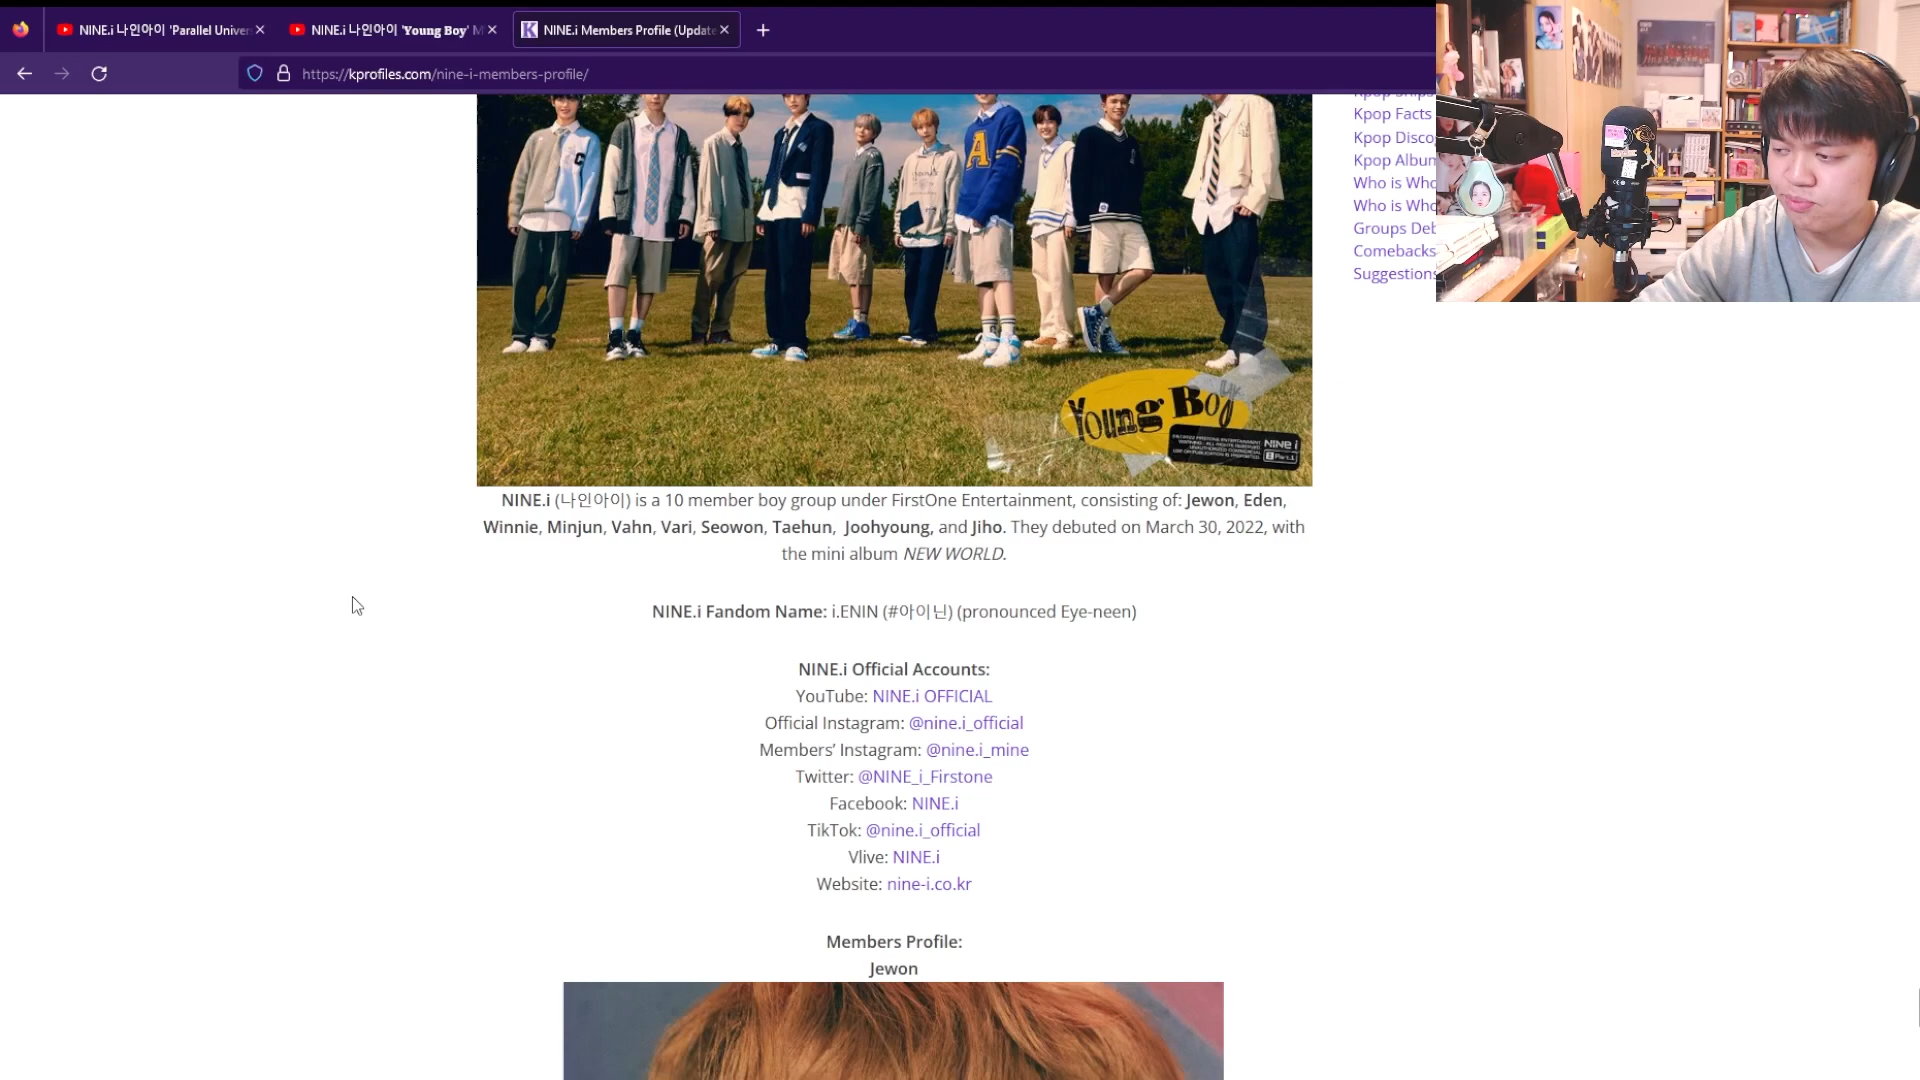 NINE.i 나인아이 'Parallel Univer
NINE.i 나인아이 'Young Boy' M
NINE.i Members Profile (Update
https://kprofiles.com/nine-i-members-profile/
Kpop Facts
Kpop Disco
Kpop Album
Who is Who
Who is Who
Groups Deb
Comebacks
Suggestions
Young Boy
NINE.i
NINE.i (나인아이) is a 10 member boy group under FirstOne Entertainment, consisting of: Jewon, Eden,
Winnie, Minjun, Vahn, Vari, Seowon, Taehun, Joohyoung, and Jiho. They debuted on March 30, 2022, with
the mini album NEW WORLD.
NINE.i Fandom Name: i.ENIN (#아이닌) (pronounced Eye-neen)
NINE.i Official Accounts:
YouTube: NINE.i OFFICIAL
Official Instagram: @nine.i_official
Members’ Instagram: @nine.i_mine
Twitter: @NINE_i_Firstone
Facebook: NINE.i
TikTok: @nine.i_official
Vlive: NINE.i
Website: nine-i.co.kr
Members Profile:
Jewon